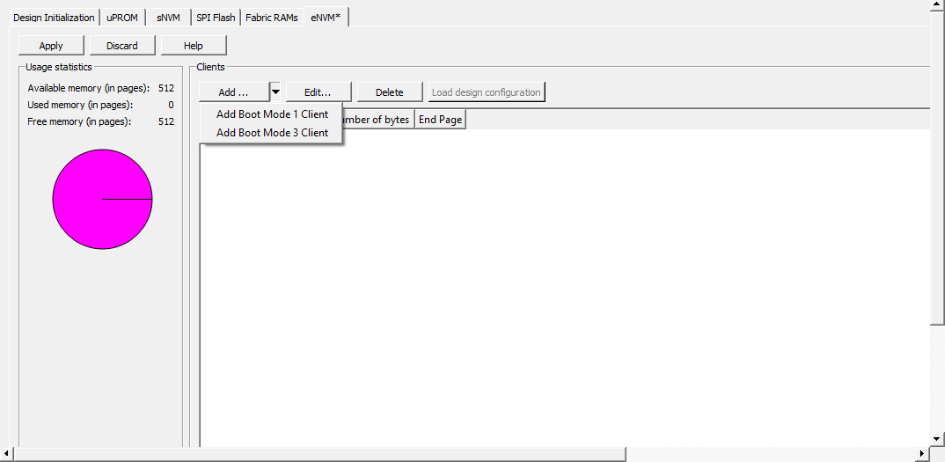 Design Initialization uPROM sNVM SPI Flash Fabric RAMs eNVM*
Apply Discard Help
Usage statistics
Available memory (in pages): 512
Used memory (in pages): 0
Free memory (in pages): 512
Clients
Add ... Edit... Delete Load design configuration
Add Boot Mode 1 Client
Add Boot Mode 3 Client
of bytes End Page